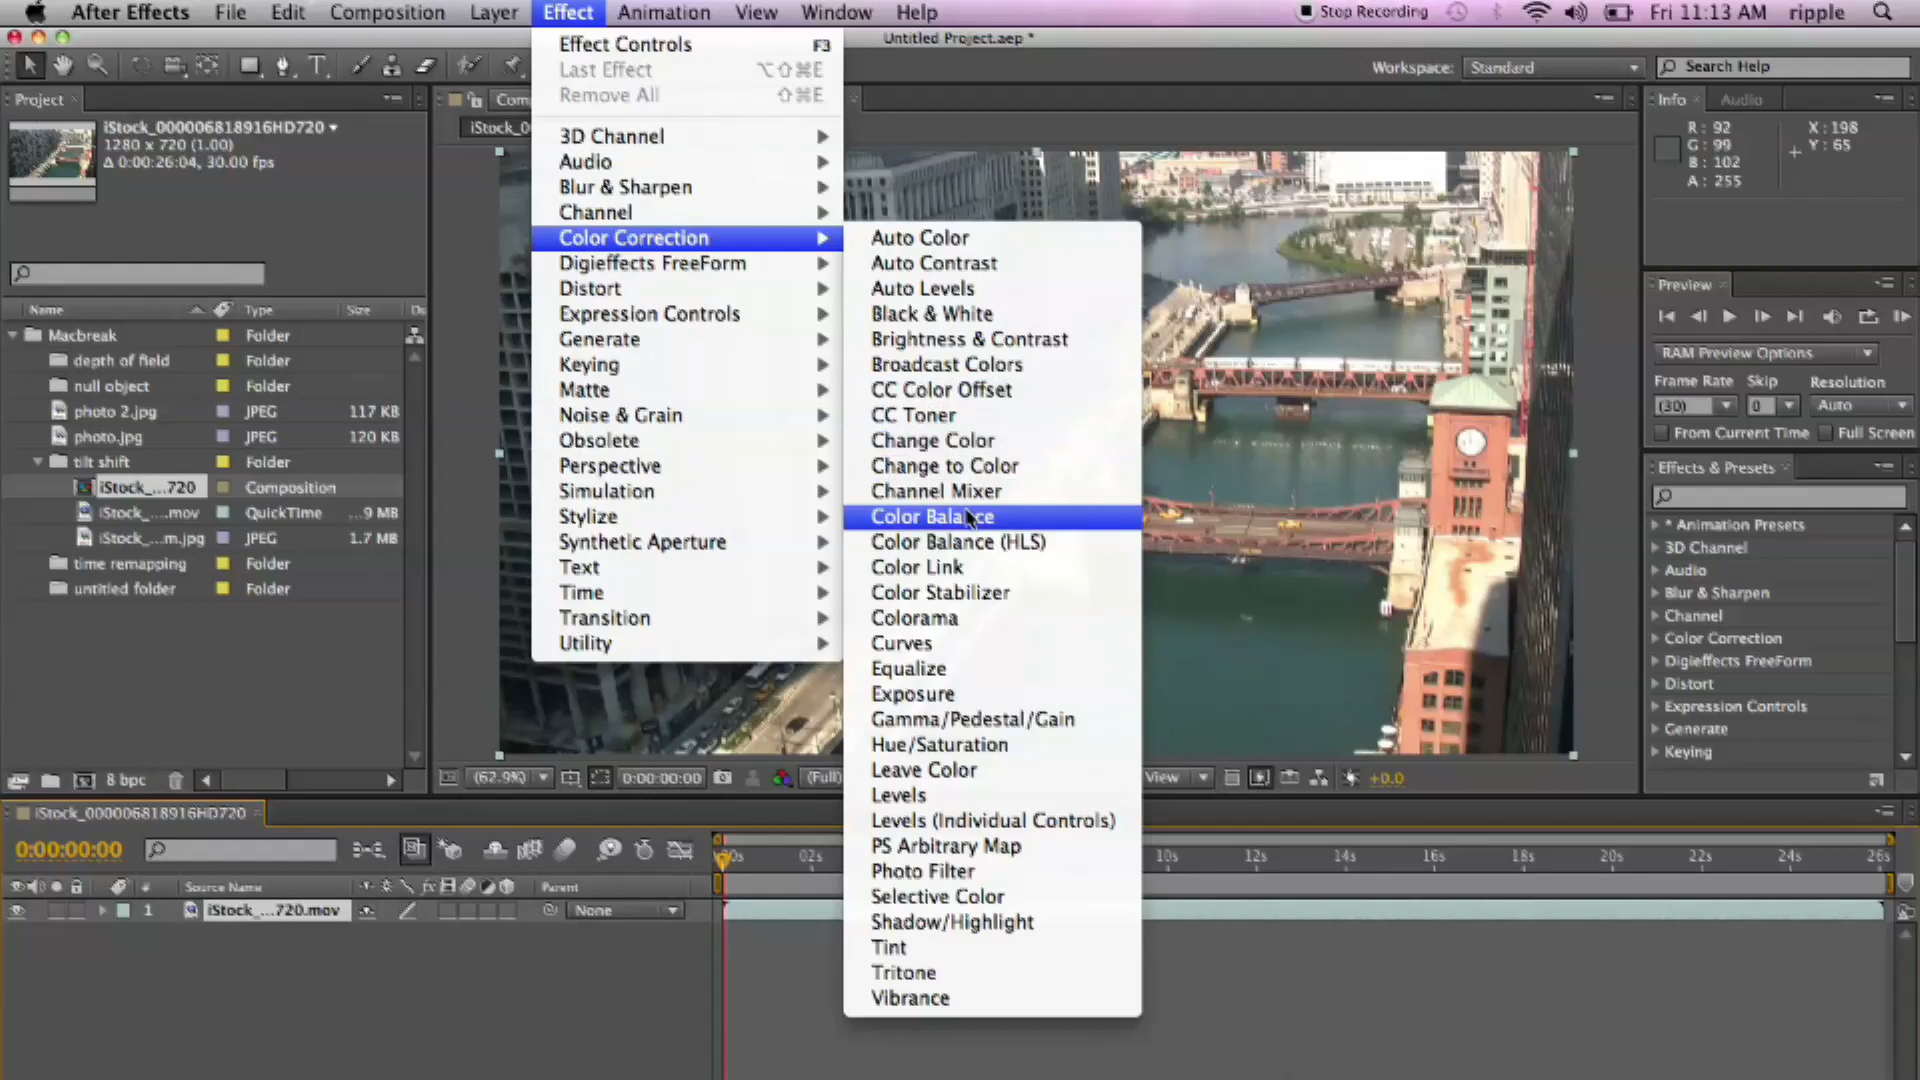 After Effects File Edit Composition Layer Effect Animation View Window Help Stop Recording Fri 11:13 AM ripple
Untitled Project.aep *
Workspace: Standard Search Help
Project
iStock_000006818916HD720
1280 x 720 (1.00)
Δ 0:00:26:04, 30.00 fps
Name Type Size
Macbreak Folder
depth of field Folder
null object Folder
photo 2.jpg JPEG 117 KB
photo.jpg JPEG 120 KB
tilt shift Folder
iStock_...720 Composition
iStock_....mov QuickTime ...9 MB
iStock_...m.jpg JPEG 1.7 MB
time remapping Folder
untitled folder Folder
8 bpc
Effect Controls F3
Last Effect ⌥⇧⌘E
Remove All ⇧⌘E
3D Channel
Audio
Blur & Sharpen
Channel
Color Correction
Digieffects FreeForm
Distort
Expression Controls
Generate
Keying
Matte
Noise & Grain
Obsolete
Perspective
Simulation
Stylize
Synthetic Aperture
Text
Time
Transition
Utility
Auto Color
Auto Contrast
Auto Levels
Black & White
Brightness & Contrast
Broadcast Colors
CC Color Offset
CC Toner
Change Color
Change to Color
Channel Mixer
Color Balance
Color Balance (HLS)
Color Link
Color Stabilizer
Colorama
Curves
Equalize
Exposure
Gamma/Pedestal/Gain
Hue/Saturation
Leave Color
Levels
Levels (Individual Controls)
PS Arbitrary Map
Photo Filter
Selective Color
Shadow/Highlight
Tint
Tritone
Vibrance
(62.9%) 0:00:00:00 (Full) View +0.0
Info Audio
R: 92 X: 198
G: 99 Y: 65
B: 102
A: 255
Preview
RAM Preview Options
Frame Rate Skip Resolution
(30) 0 Auto
From Current Time Full Screen
Effects & Presets
* Animation Presets
3D Channel
Audio
Blur & Sharpen
Channel
Color Correction
Digieffects FreeForm
Distort
Expression Controls
Generate
Keying
iStock_000006818916HD720
0:00:00:00
# Source Name Parent
1 iStock_...720.mov None
02s 10s 12s 14s 16s 18s 20s 22s 24s 26s